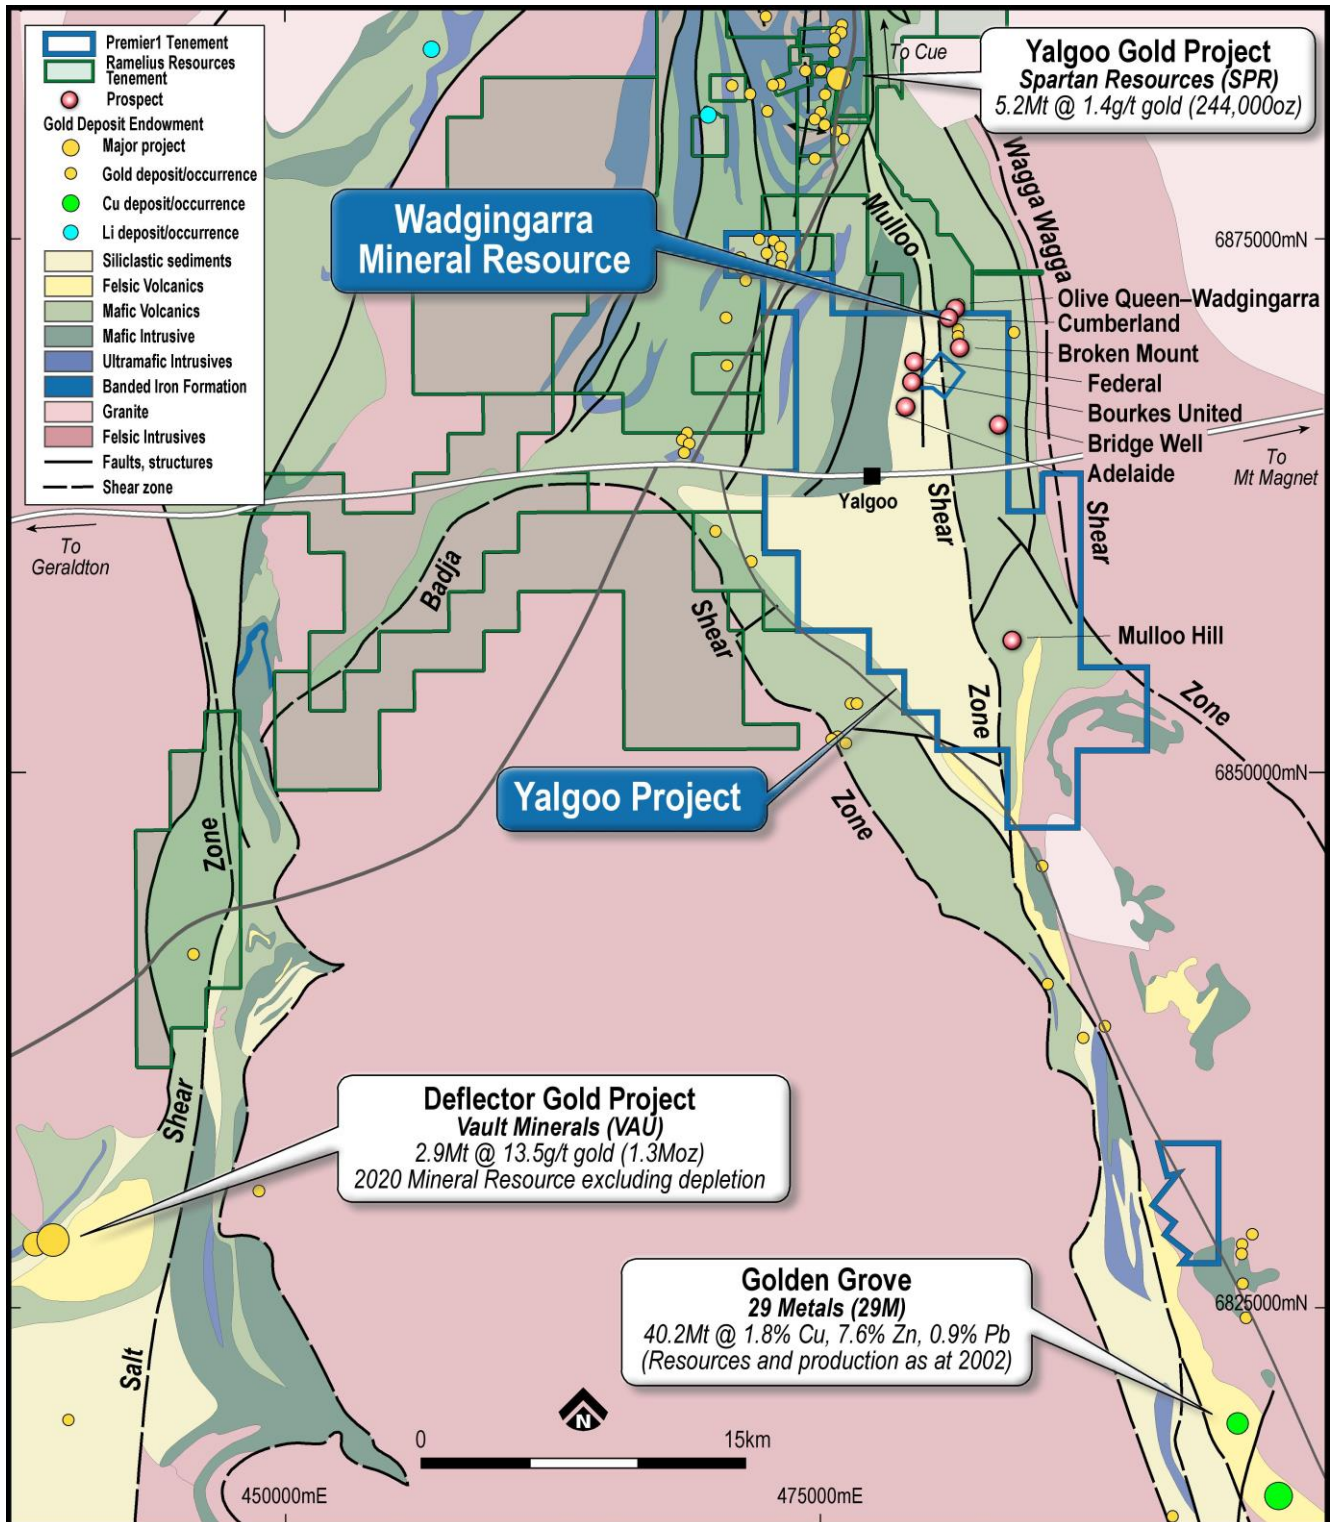 Premier1 Tenement
Ramelius Resources
Tenement
Prospect
Gold Deposit Endowment
Major project
Gold deposit/occurrence
Cu deposit/occurrence
Li deposit/occurrence
Siliclastic sediments
Felsic Volcanics
Mafic Volcanics
Mafic Intrusive
Ultramafic Intrusives
Banded Iron Formation
Granite
Felsic Intrusives
Faults, structures
Shear zone
To Cue
Yalgoo Gold Project
Spartan Resources (SPR)
5.2Mt @ 1.4g/t gold (244,000oz)
Wagga Wagga
Mulloo
Wadgingarra
Mineral Resource
6875000mN
Olive Queen–Wadgingarra
Cumberland
Broken Mount
Federal
Bourkes United
Bridge Well
Adelaide
To
Mt Magnet
Yalgoo
To
Geraldton
Shear
Shear
Badja
Shear
Mulloo Hill
Zone
Zone
6850000mN
Yalgoo Project
Zone
Zone
Shear
Deflector Gold Project
Vault Minerals (VAU)
2.9Mt @ 13.5g/t gold (1.3Moz)
2020 Mineral Resource excluding depletion
Golden Grove
29 Metals (29M)
40.2Mt @ 1.8% Cu, 7.6% Zn, 0.9% Pb
(Resources and production as at 2002)
6825000mN
Salt
N
0
15km
450000mE
475000mE